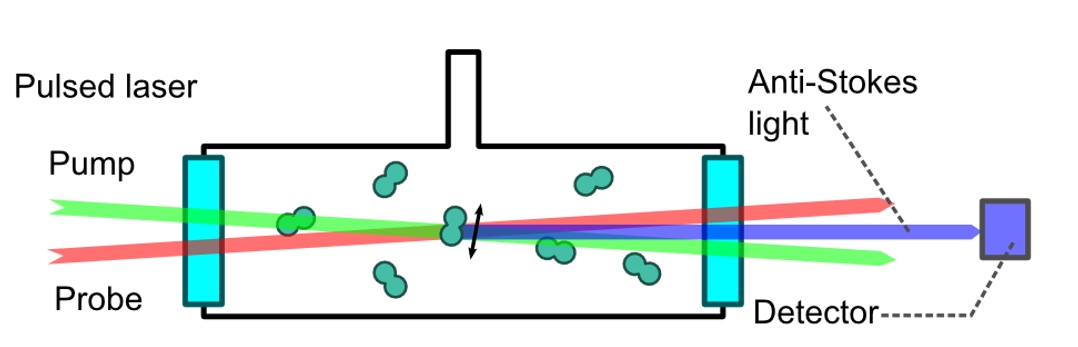 Pulsed laser
Pump
Probe
Anti-Stokes
light
Detector